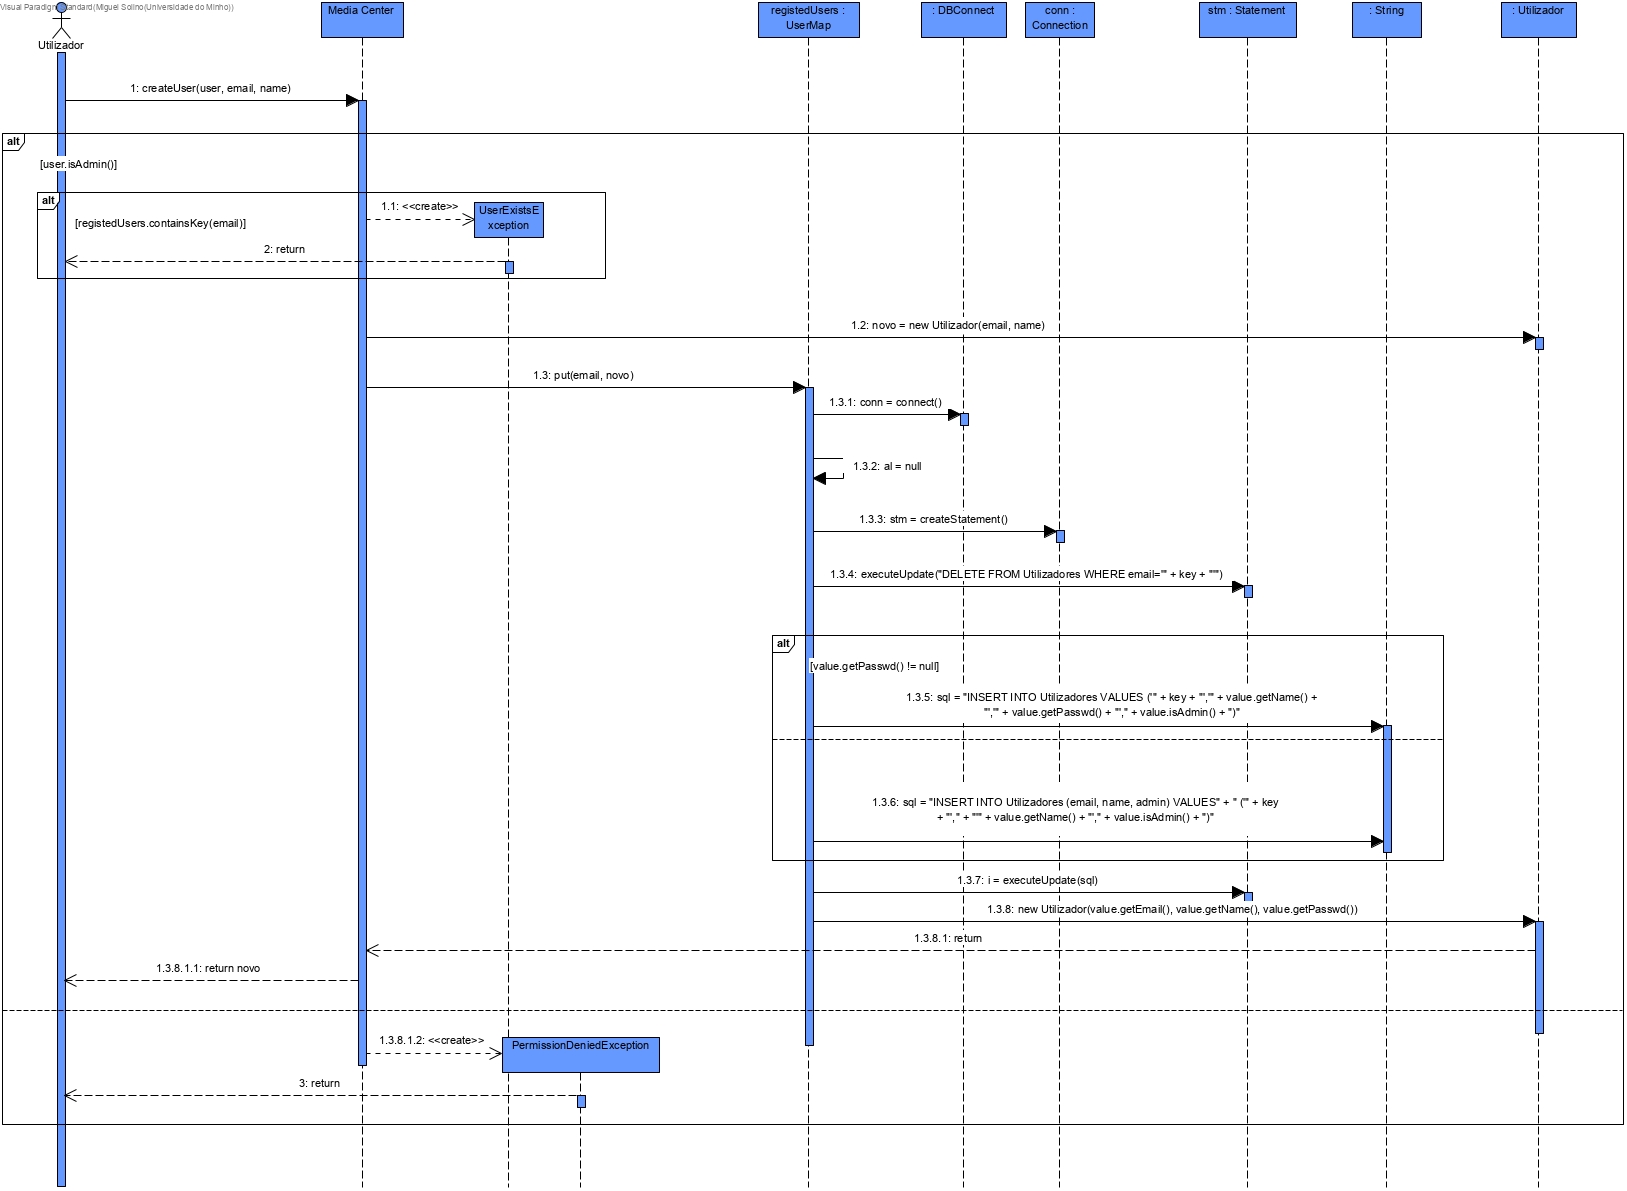 Visual Paradigm Standard(Miguel Solino(Universidade do Minho))
Utilizador
Media Center
registedUsers :
UserMap
: DBConnect
conn :
Connection
stm : Statement
: String
: Utilizador
1: createUser(user, email, name)
alt
[user.isAdmin()]
alt
[registedUsers.containsKey(email)]
1.1: <<create>>
UserExistsE
xception
2: return
1.2: novo = new Utilizador(email, name)
1.3: put(email, novo)
1.3.1: conn = connect()
1.3.2: al = null
1.3.3: stm = createStatement()
1.3.4: executeUpdate("DELETE FROM Utilizadores WHERE email='" + key + "'")
alt
[value.getPasswd() != null]
1.3.5: sql = "INSERT INTO Utilizadores VALUES ('" + key + "','" + value.getName() +
"','" + value.getPasswd() + "'," + value.isAdmin() + ")"
1.3.6: sql = "INSERT INTO Utilizadores (email, name, admin) VALUES" + " ('" + key
+ "'," + "'" + value.getName() + "'," + value.isAdmin() + ")"
1.3.7: i = executeUpdate(sql)
1.3.8: new Utilizador(value.getEmail(), value.getName(), value.getPasswd())
1.3.8.1: return
1.3.8.1.1: return novo
1.3.8.1.2: <<create>>
PermissionDeniedException
3: return